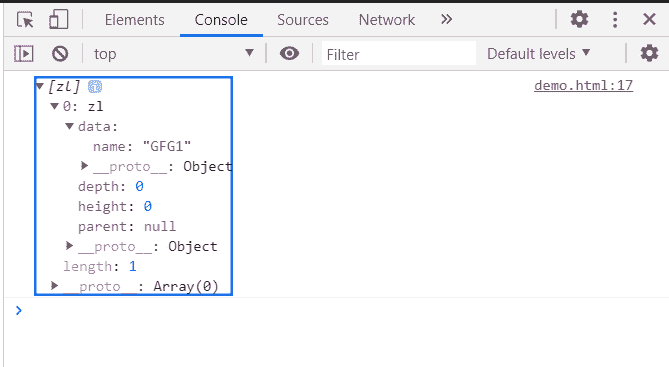 Elements Console Sources Network
top Filter Default levels
[zl] i demo.html:17
0: zl
data:
name: "GFG1"
__proto__: Object
depth: 0
height: 0
parent: null
__proto__: Object
length: 1
__proto__: Array(0)